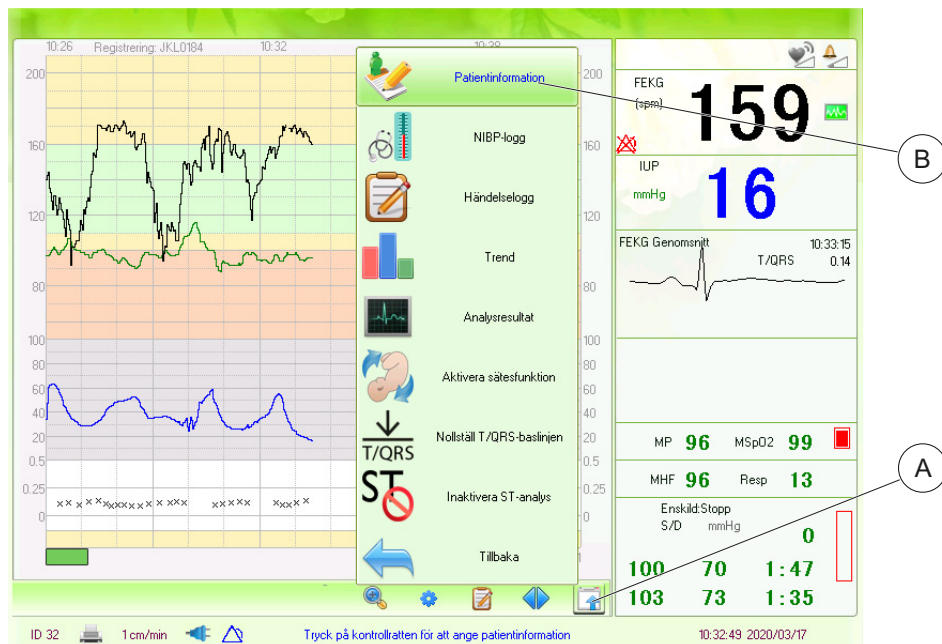 10:26 Registrering: JKL0184 10:32 10:38
200
160
120
80
100
80
60
40
20
0.5
0.25
0
200
160
120
80
100
80
60
40
20
0.5
0.25
0
1
Patientinformation
NIBP-logg
Händelselogg
Trend
Analysresultat
Aktivera sätesfunktion
T/QRS Nollställ T/QRS-baslinjen
ST Inaktivera ST-analys
Tillbaka
FEKG
(spm)
159
IUP
mmHg
16
FEKG Genomsnitt 10:33:15
T/QRS 0.14
MP 96 MSpO2 99
MHF 96 Resp 13
Enskild:Stopp
S/D mmHg
0
100 70 1:47
103 73 1:35
B
A
ID 32 1 cm/min Tryck på kontrollratten för att ange patientinformation 10:32:49 2020/03/17